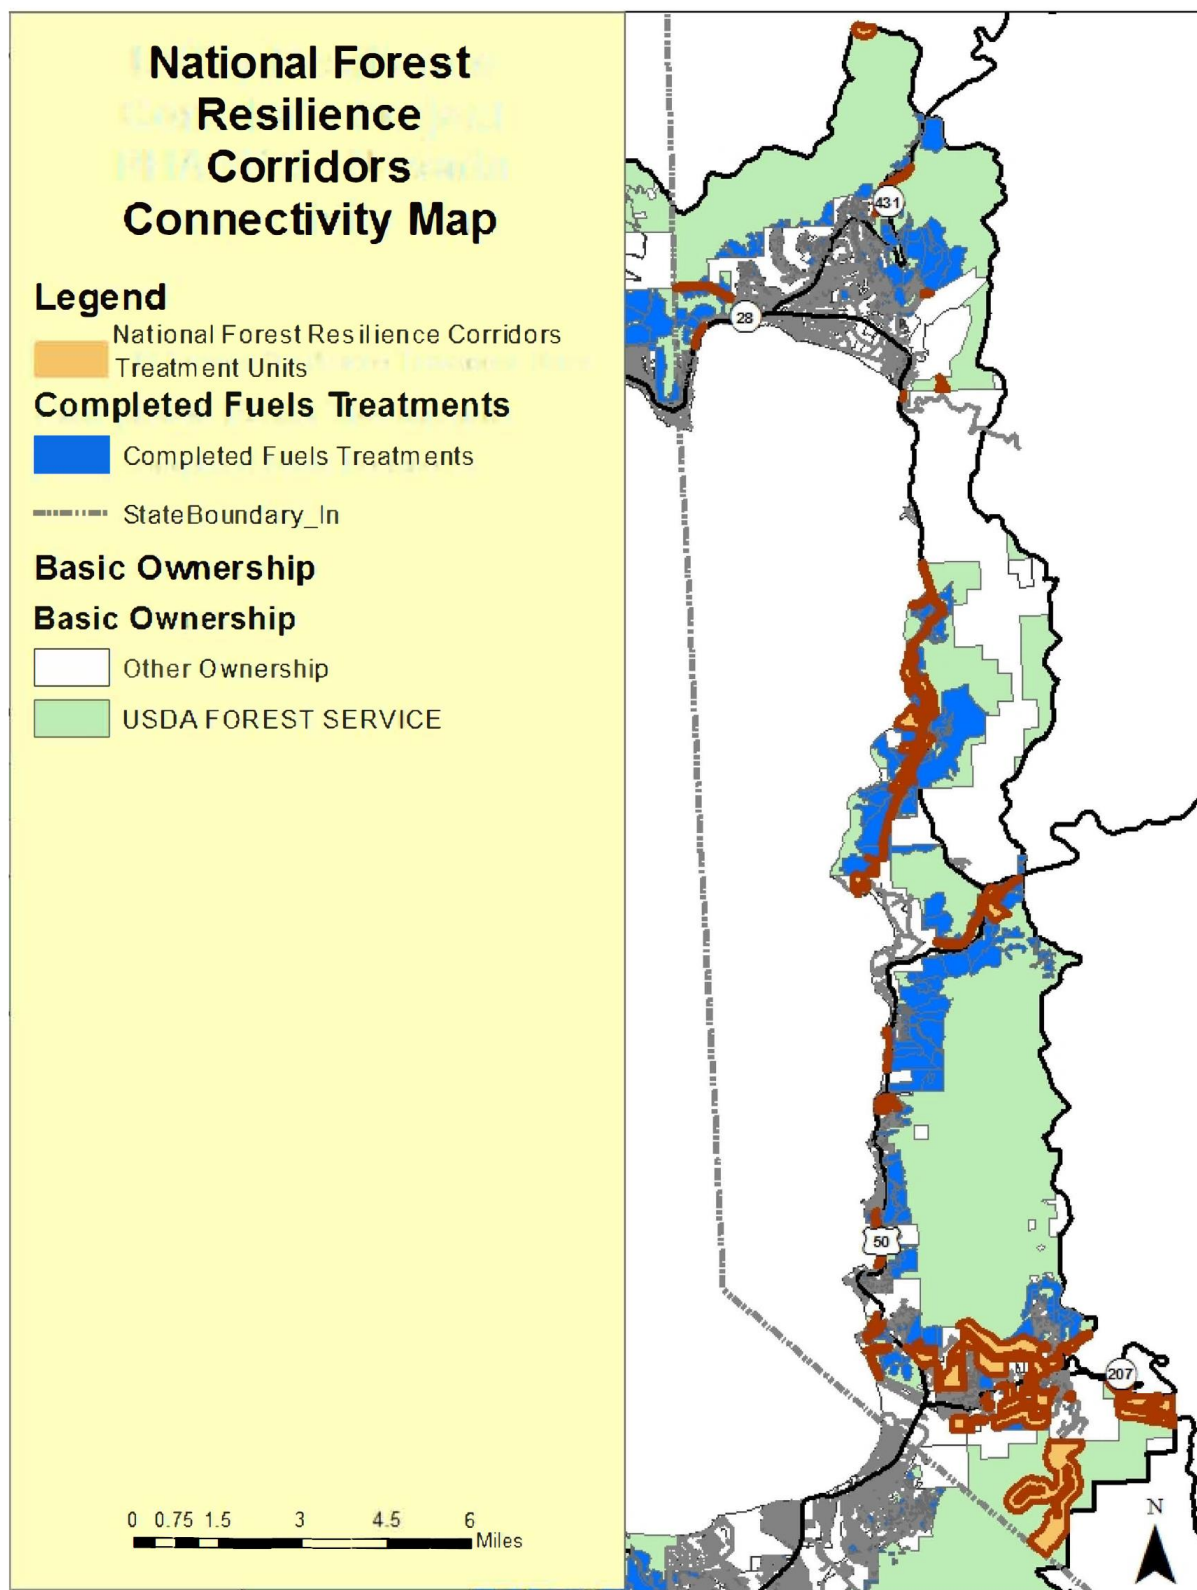 National Forest
Resilience
Corridors
Connectivity Map
Legend
National Forest Resilience Corridors
Treatment Units
Completed Fuels Treatments
Completed Fuels Treatments
StateBoundary_ln
Basic Ownership
Basic Ownership
Other Ownership
USDA FOREST SERVICE
0 0.75 1.5 3 4.5 6
Miles
431
28
50
207
N